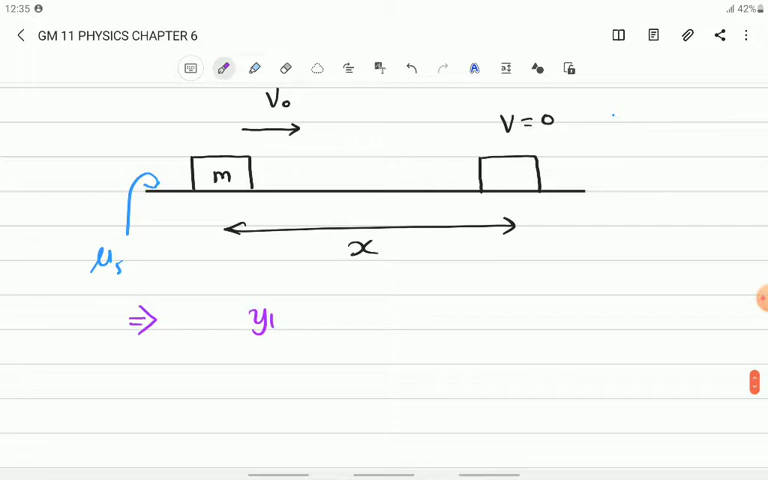 12:35
42%
GM 11 PHYSICS CHAPTER 6
V₀
V = 0
m
x
μₛ
⇒ y₁